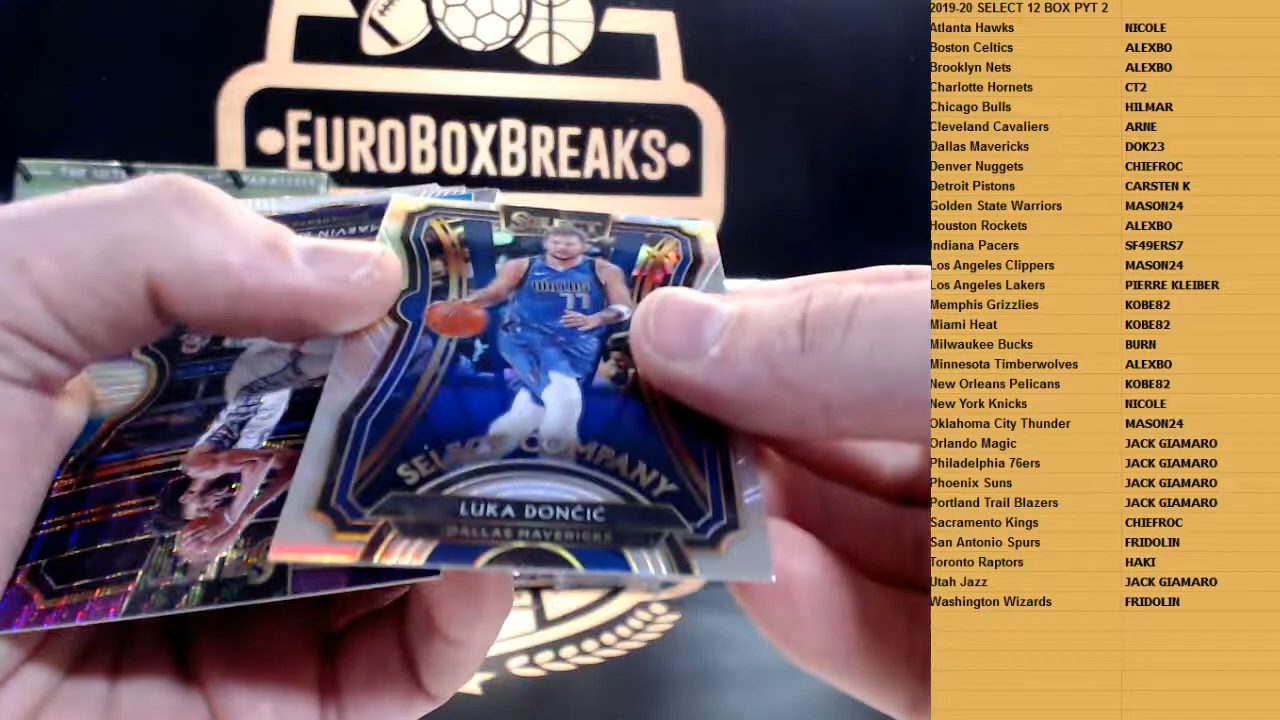 EUROBOXBREAKS
SELECT
MARVIN
77
SELECT COMPANY
LUKA DONČIĆ
DALLAS MAVERICKS
2019-20 SELECT 12 BOX PYT 2
Atlanta Hawks NICOLE
Boston Celtics ALEXBO
Brooklyn Nets ALEXBO
Charlotte Hornets CT2
Chicago Bulls HILMAR
Cleveland Cavaliers ARNE
Dallas Mavericks DOK23
Denver Nuggets CHIEFROC
Detroit Pistons CARSTEN K
Golden State Warriors MASON24
Houston Rockets ALEXBO
Indiana Pacers SF49ERS7
Los Angeles Clippers MASON24
Los Angeles Lakers PIERRE KLEIBER
Memphis Grizzlies KOBE82
Miami Heat KOBE82
Milwaukee Bucks BURN
Minnesota Timberwolves ALEXBO
New Orleans Pelicans KOBE82
New York Knicks NICOLE
Oklahoma City Thunder MASON24
Orlando Magic JACK GIAMARO
Philadelphia 76ers JACK GIAMARO
Phoenix Suns JACK GIAMARO
Portland Trail Blazers JACK GIAMARO
Sacramento Kings CHIEFROC
San Antonio Spurs FRIDOLIN
Toronto Raptors HAKI
Utah Jazz JACK GIAMARO
Washington Wizards FRIDOLIN